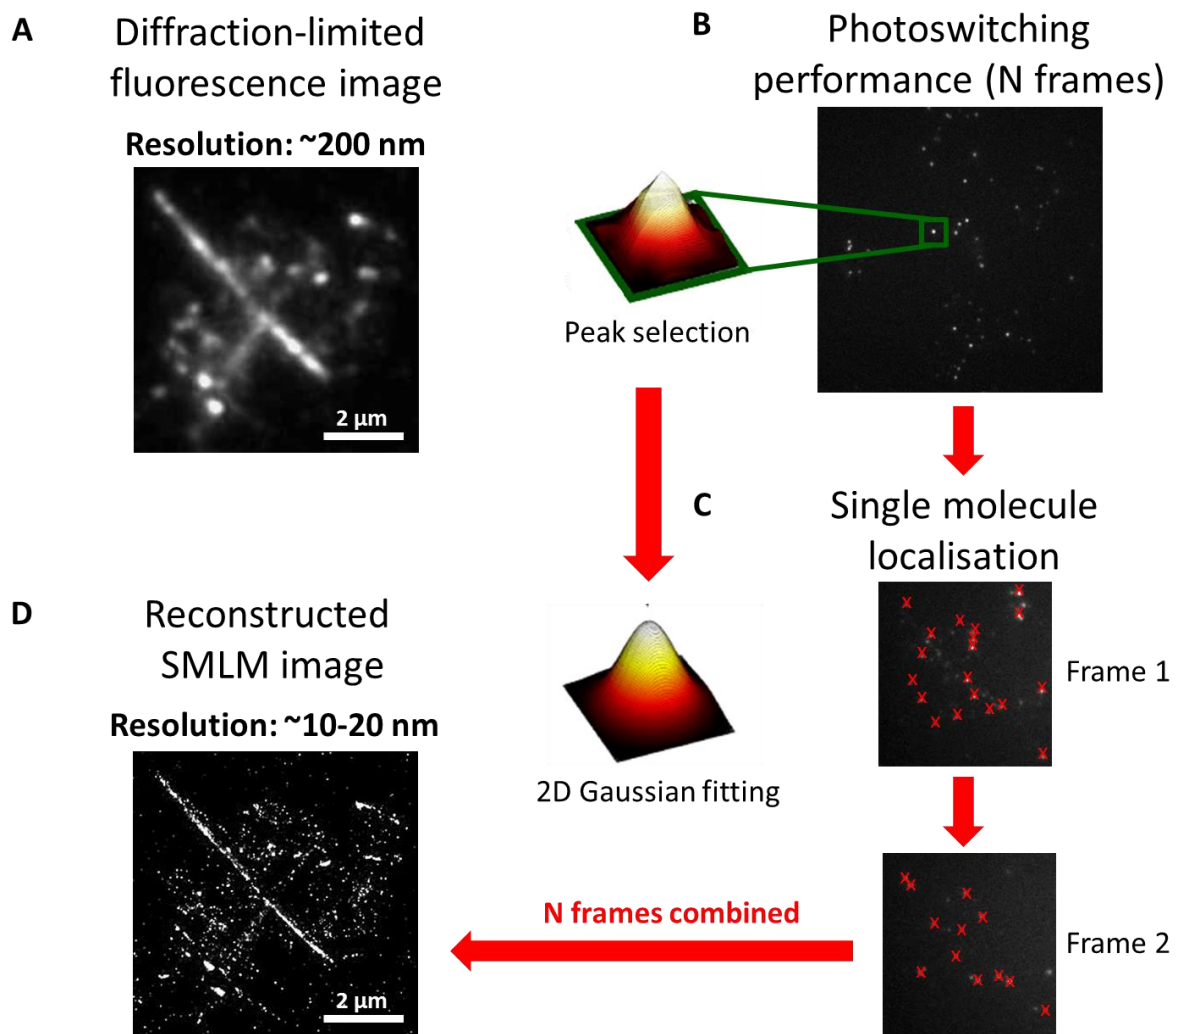 A
Diffraction-limited
fluorescence image
Resolution: ~200 nm
2 µm
B
Photoswitching
performance (N frames)
Peak selection
C
Single molecule
localisation
Frame 1
2D Gaussian fitting
Frame 2
N frames combined
D
Reconstructed
SMLM image
Resolution: ~10-20 nm
2 µm